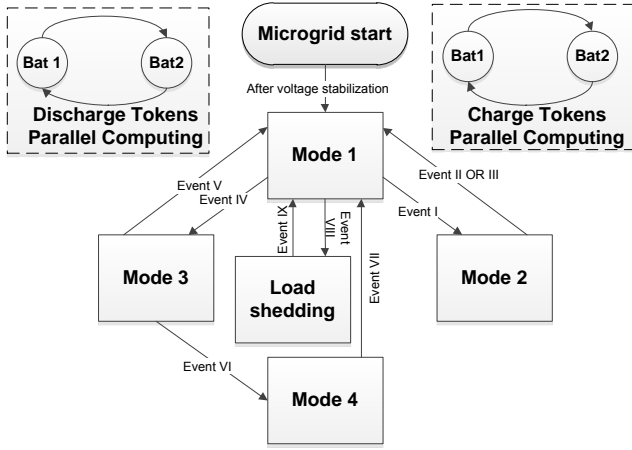 Bat 1
Bat2
Discharge Tokens
Parallel Computing
Microgrid start
Bat1
Bat2
Charge Tokens
Parallel Computing
After voltage stabilization
Mode 1
Event V
Event IV
Event IX
Event
VIII
Event VII
Event II OR III
Event I
Mode 3
Load
shedding
Mode 2
Event VI
Mode 4